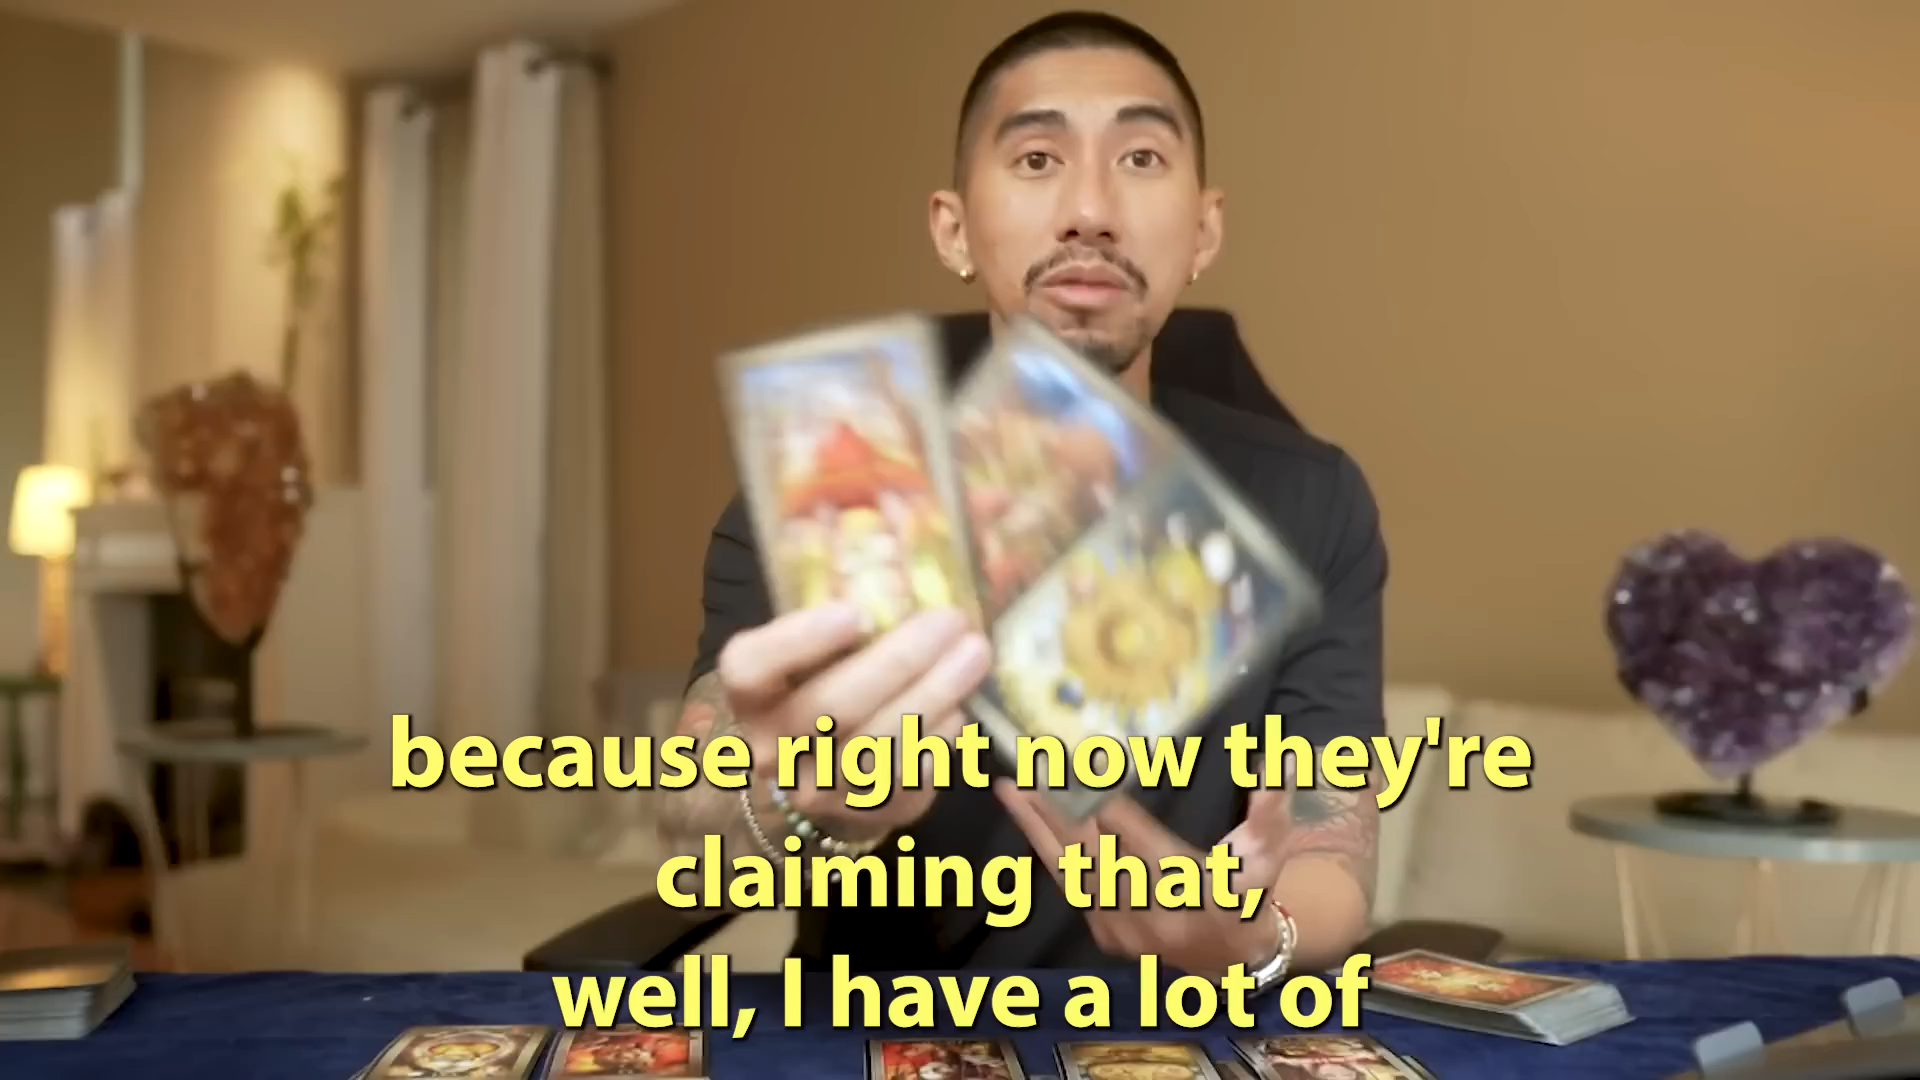 because right now they're
claiming that,
well, I have a lot of